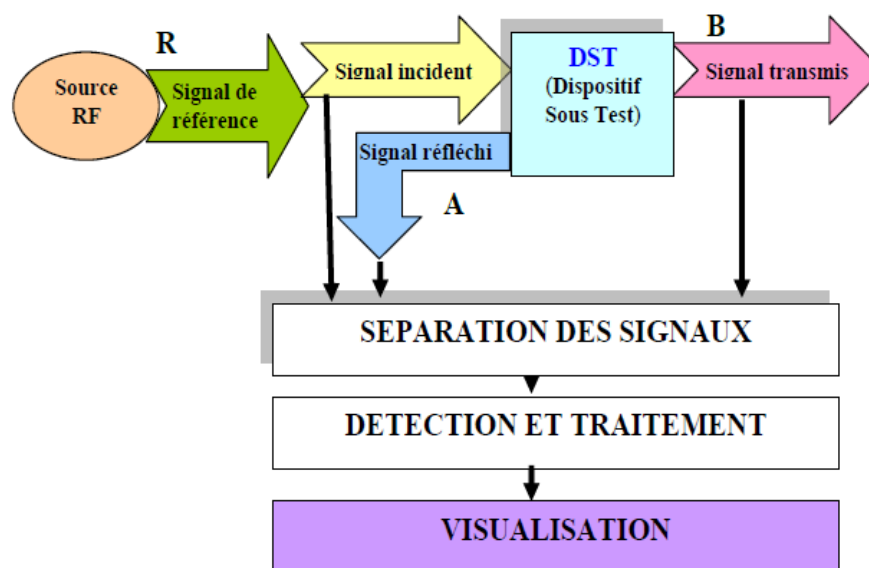 R
B
Source
RF
Signal de
référence
Signal incident
DST
(Dispositif
Sous Test)
Signal transmis
Signal réfléchi
A
SEPARATION DES SIGNAUX
DETECTION ET TRAITEMENT
VISUALISATION